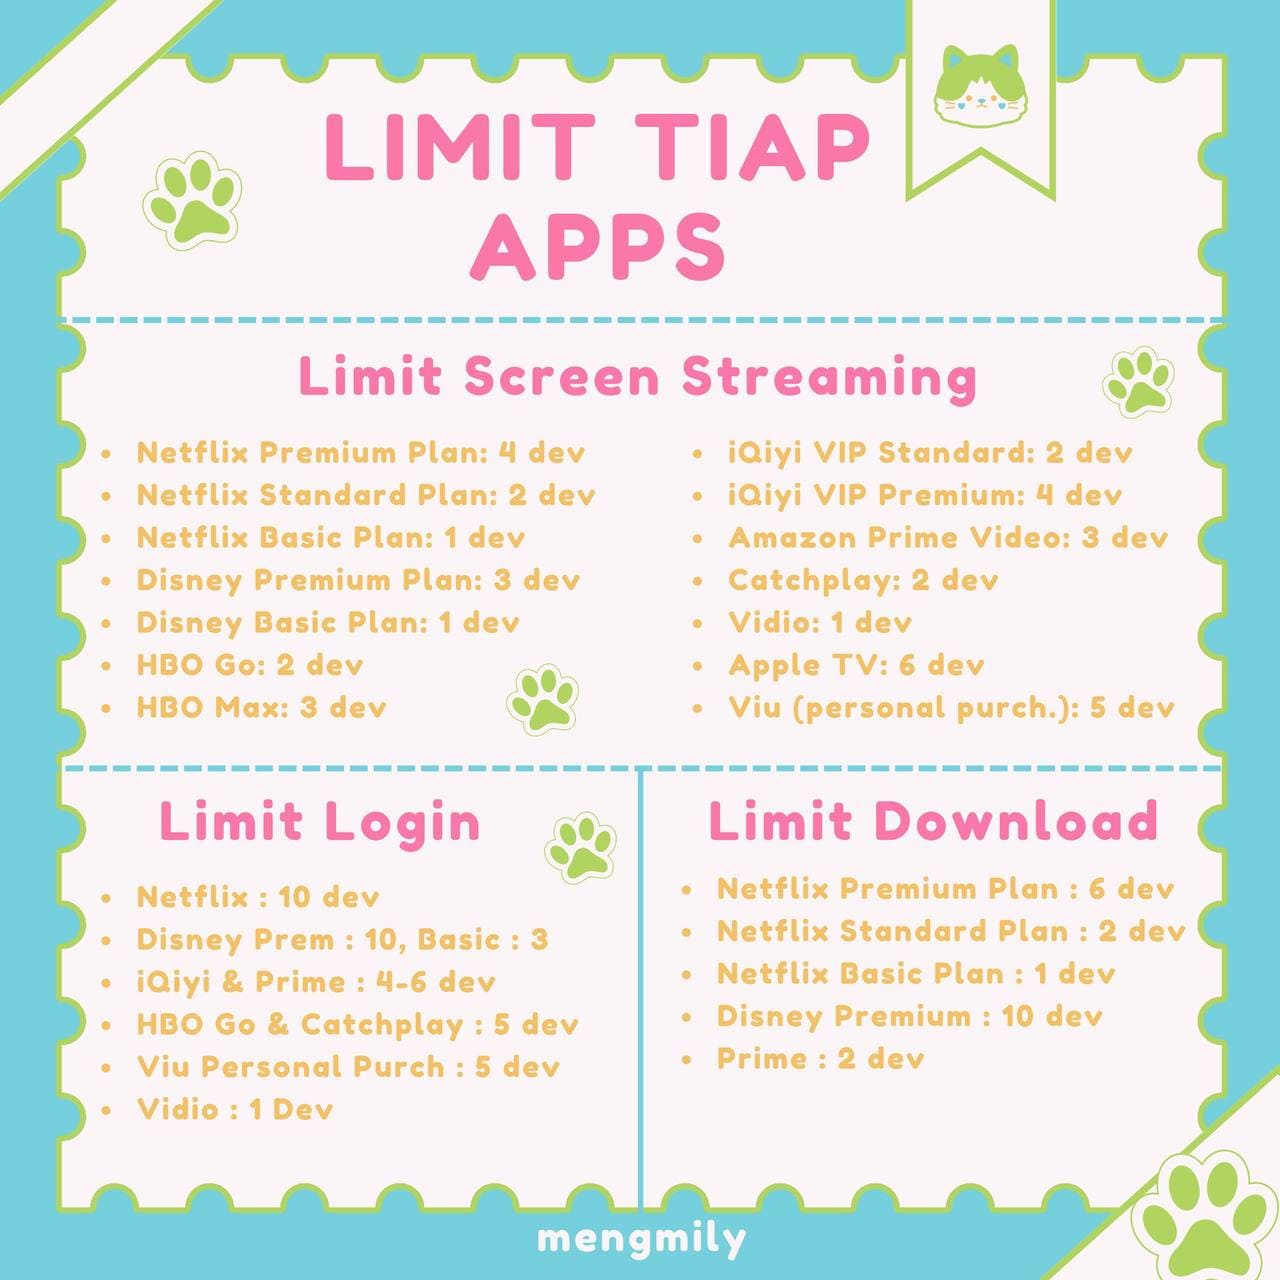 LIMIT TIAP
APPS
Limit Screen Streaming
• Netflix Premium Plan: 4 dev
• Netflix Standard Plan: 2 dev
• Netflix Basic Plan: 1 dev
• Disney Premium Plan: 3 dev
• Disney Basic Plan: 1 dev
• HBO Go: 2 dev
• HBO Max: 3 dev
• iQiyi VIP Standard: 2 dev
• iQiyi VIP Premium: 4 dev
• Amazon Prime Video: 3 dev
• Catchplay: 2 dev
• Vidio: 1 dev
• Apple TV: 6 dev
• Viu (personal purch.): 5 dev
Limit Login
• Netflix : 10 dev
• Disney Prem : 10, Basic : 3
• iQiyi & Prime : 4-6 dev
• HBO Go & Catchplay : 5 dev
• Viu Personal Purch : 5 dev
• Vidio : 1 Dev
Limit Download
• Netflix Premium Plan : 6 dev
• Netflix Standard Plan : 2 dev
• Netflix Basic Plan : 1 dev
• Disney Premium : 10 dev
• Prime : 2 dev
mengmily